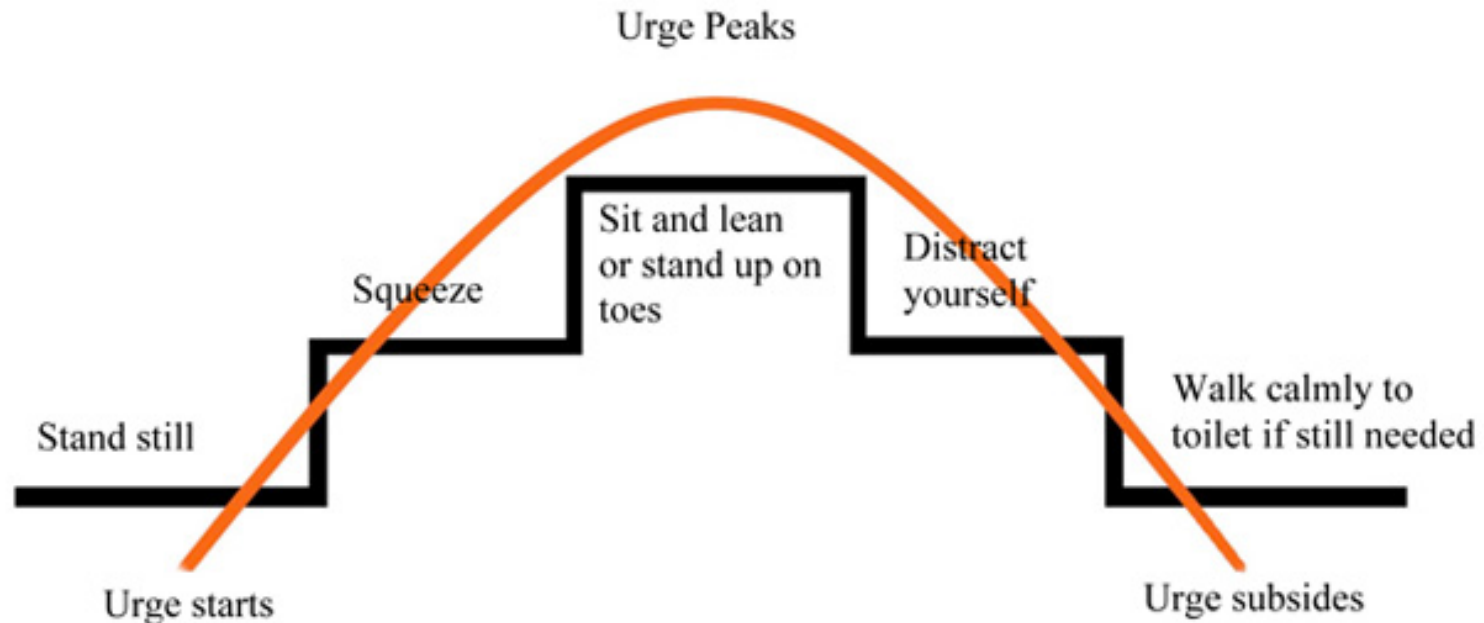 Urge Peaks
Sit and lean
or stand up on
toes
Distract
yourself
Squeeze
Walk calmly to
toilet if still needed
Stand still
Urge starts
Urge subsides